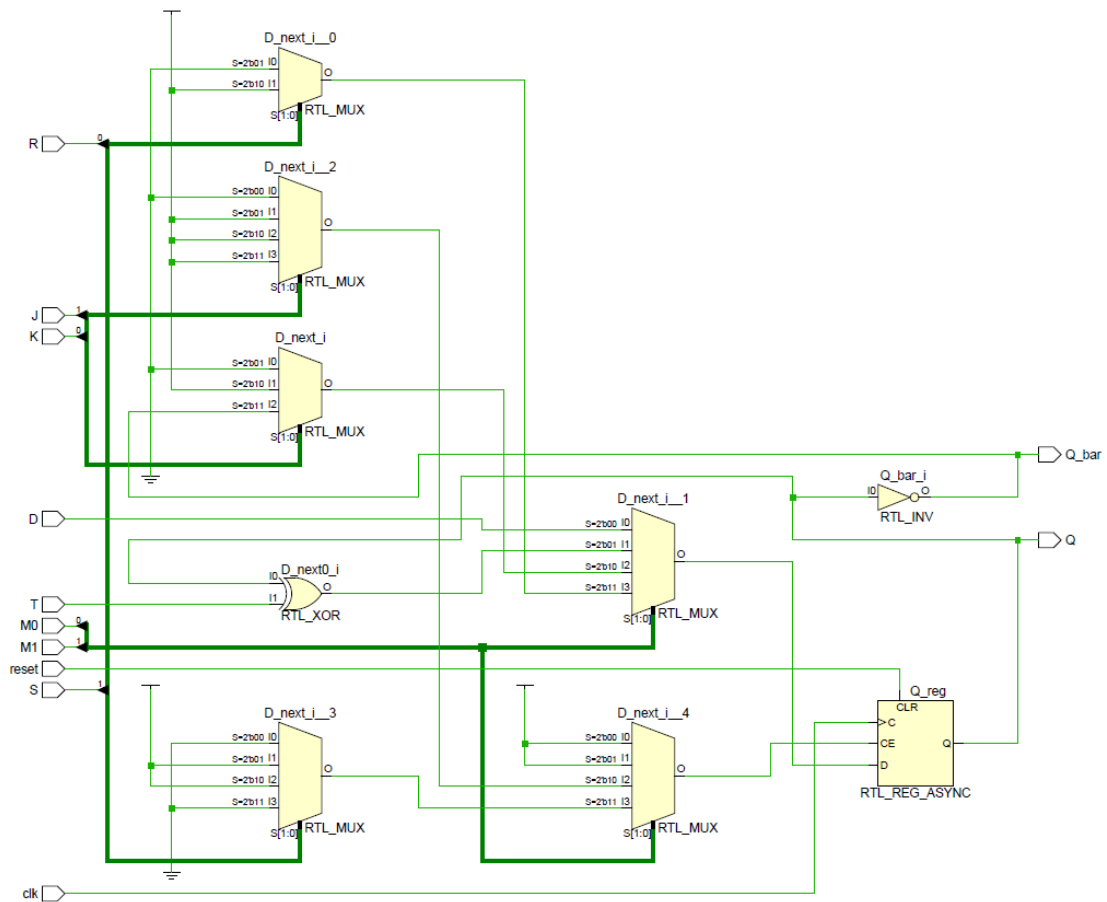 D_next_i__0
S=2'b01 I0
S=2'b10 I1
O
S[1:0]
RTL_MUX
R
0
D_next_i__2
S=2'b00 I0
S=2'b01 I1
S=2'b10 I2
S=2'b11 I3
O
S[1:0]
RTL_MUX
J
1
K
0
D_next_i
S=2'b01 I0
S=2'b10 I1
S=2'b11 I2
O
S[1:0]
RTL_MUX
Q_bar
Q_bar_i
I0
O
RTL_INV
Q
D
D_next_i__1
S=2'b00 I0
S=2'b01 I1
S=2'b10 I2
S=2'b11 I3
O
S[1:0]
RTL_MUX
D_next0_i
I0
I1
O
RTL_XOR
T
M0
0
M1
1
reset
S
1
D_next_i__3
S=2'b00 I0
S=2'b01 I1
S=2'b10 I2
S=2'b11 I3
O
S[1:0]
RTL_MUX
D_next_i__4
S=2'b00 I0
S=2'b01 I1
S=2'b10 I2
S=2'b11 I3
O
S[1:0]
RTL_MUX
Q_reg
CLR
C
CE
D
Q
RTL_REG_ASYNC
clk